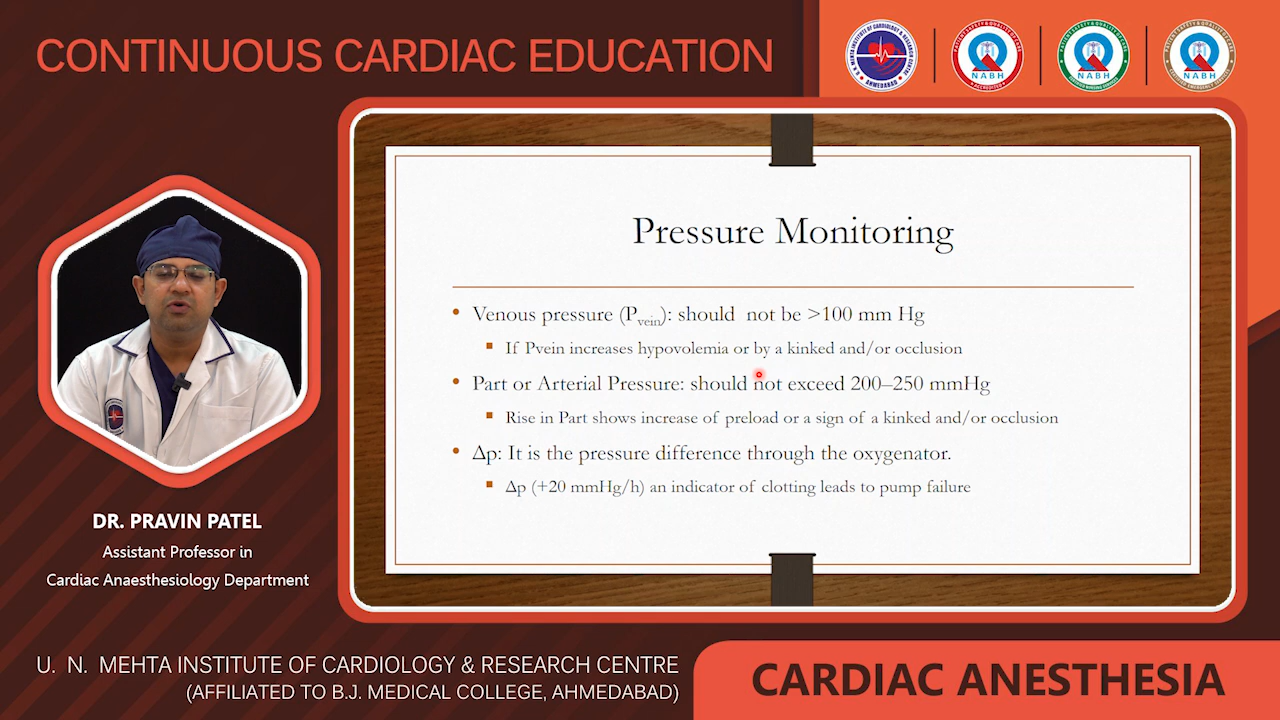 CONTINUOUS CARDIAC EDUCATION
AHMEDABAD
NABH
NABH
NABH
Pressure Monitoring
• Venous pressure (Pvein): should not be >100 mm Hg
▪ If Pvein increases hypovolemia or by a kinked and/or occlusion
• Part or Arterial Pressure: should not exceed 200–250 mmHg
▪ Rise in Part shows increase of preload or a sign of a kinked and/or occlusion
• Δp: It is the pressure difference through the oxygenator.
▪ Δp (+20 mmHg/h) an indicator of clotting leads to pump failure
DR. PRAVIN PATEL
Assistant Professor in
Cardiac Anaesthesiology Department
U. N. MEHTA INSTITUTE OF CARDIOLOGY & RESEARCH CENTRE
(AFFILIATED TO B.J. MEDICAL COLLEGE, AHMEDABAD)
CARDIAC ANESTHESIA